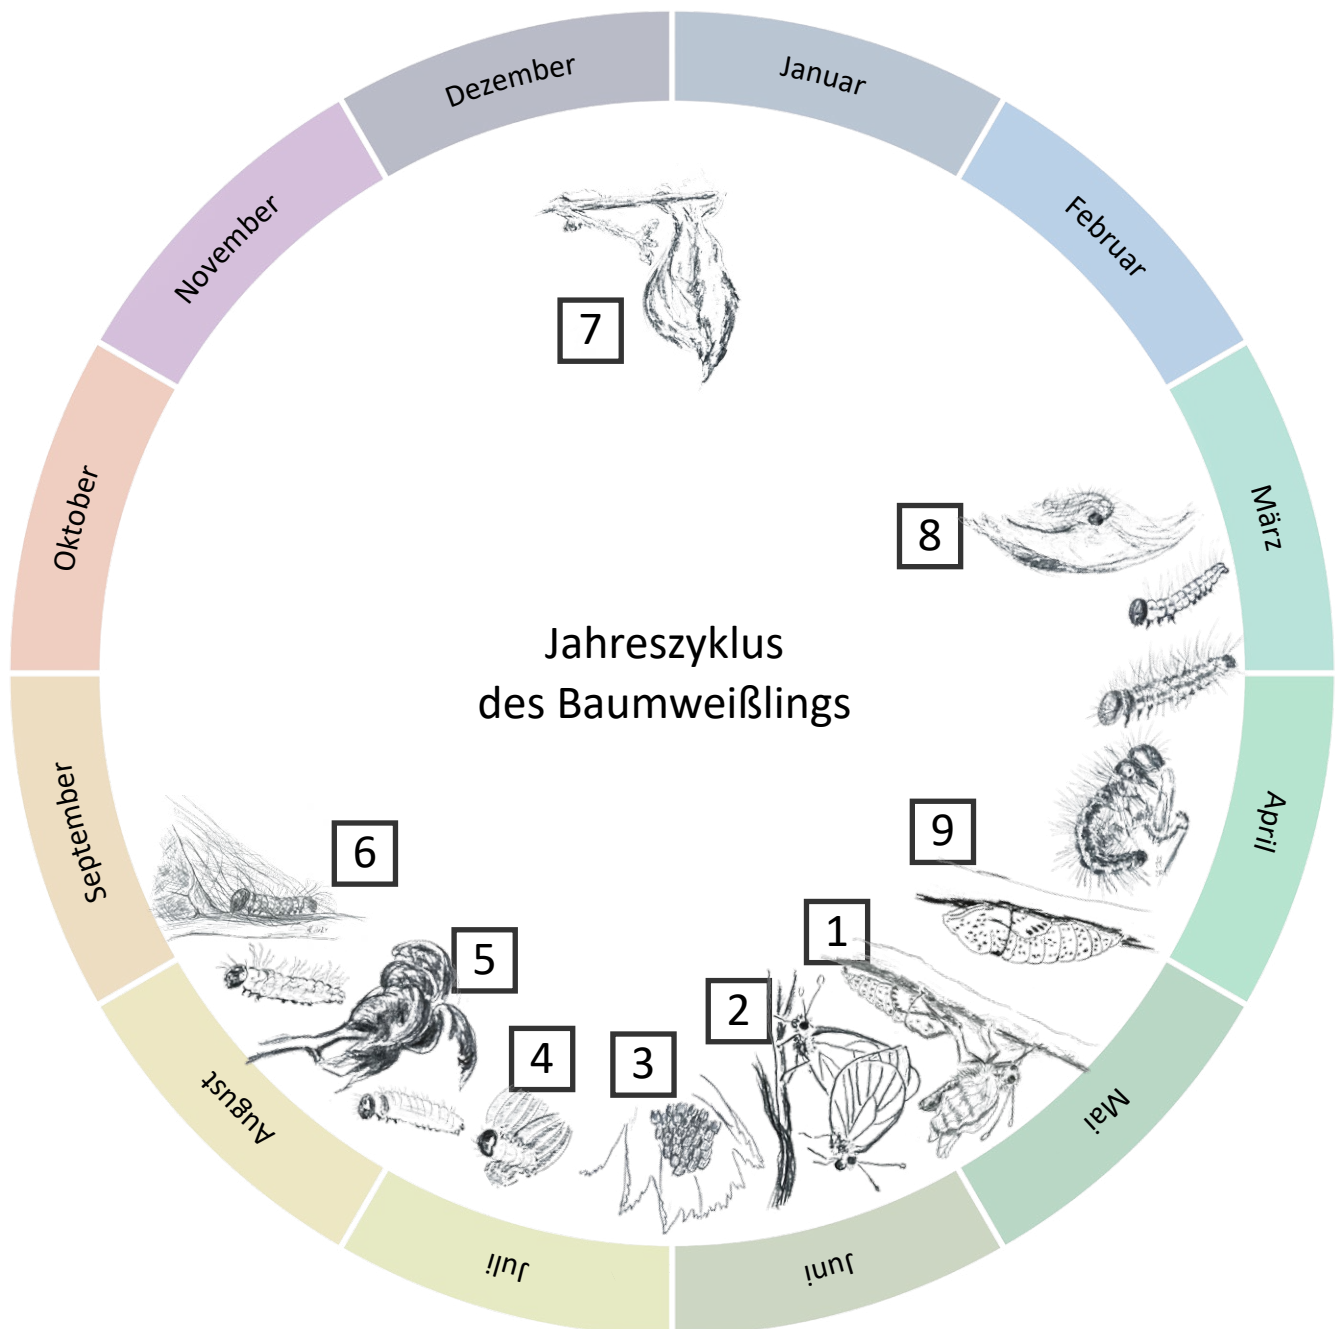 Januar
Februar
März
April
Mai
Juni
Juli
August
September
Oktober
November
Dezember
Jahreszyklus
des Baumweißlings
1
2
3
4
5
6
7
8
9